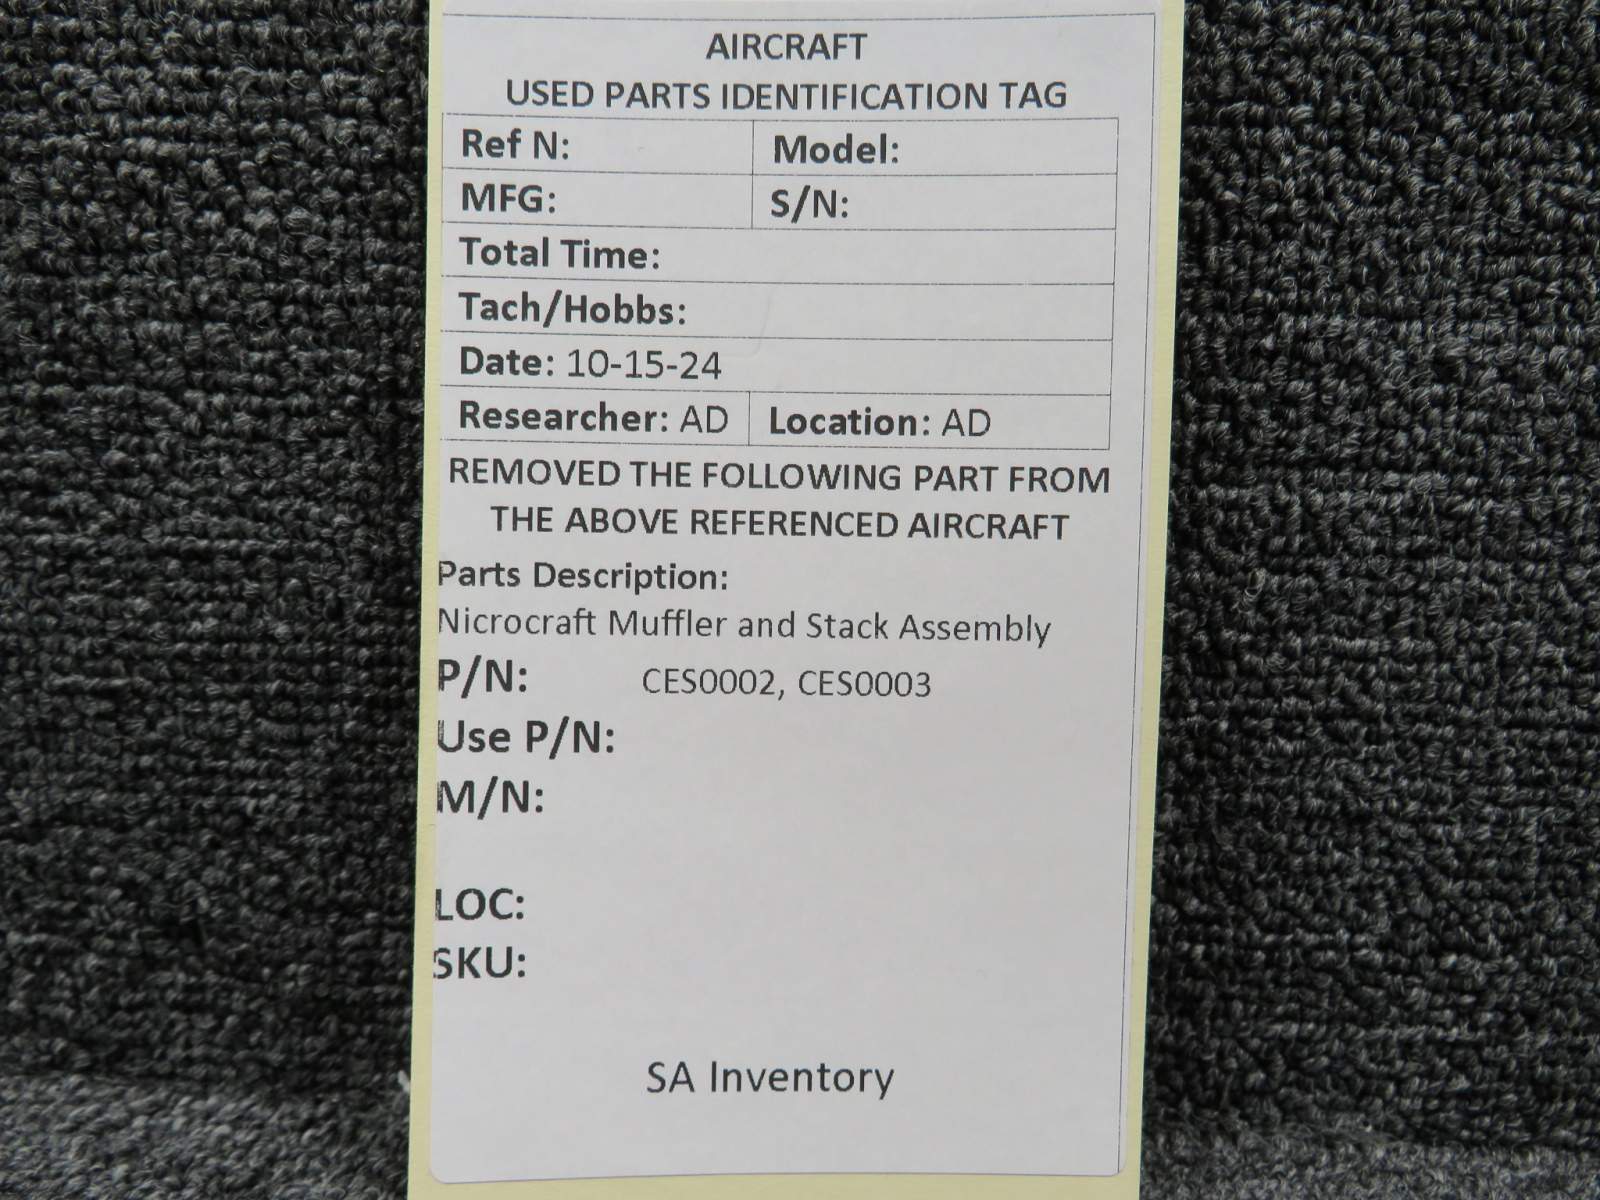 AIRCRAFT
USED PARTS IDENTIFICATION TAG
Ref N: Model:
MFG: S/N:
Total Time:
Tach/Hobbs:
Date: 10-15-24
Researcher: AD Location: AD
REMOVED THE FOLLOWING PART FROM
THE ABOVE REFERENCED AIRCRAFT
Parts Description:
Nicrocraft Muffler and Stack Assembly
P/N: CES0002, CES0003
Use P/N:
M/N:
LOC:
SKU:
SA Inventory